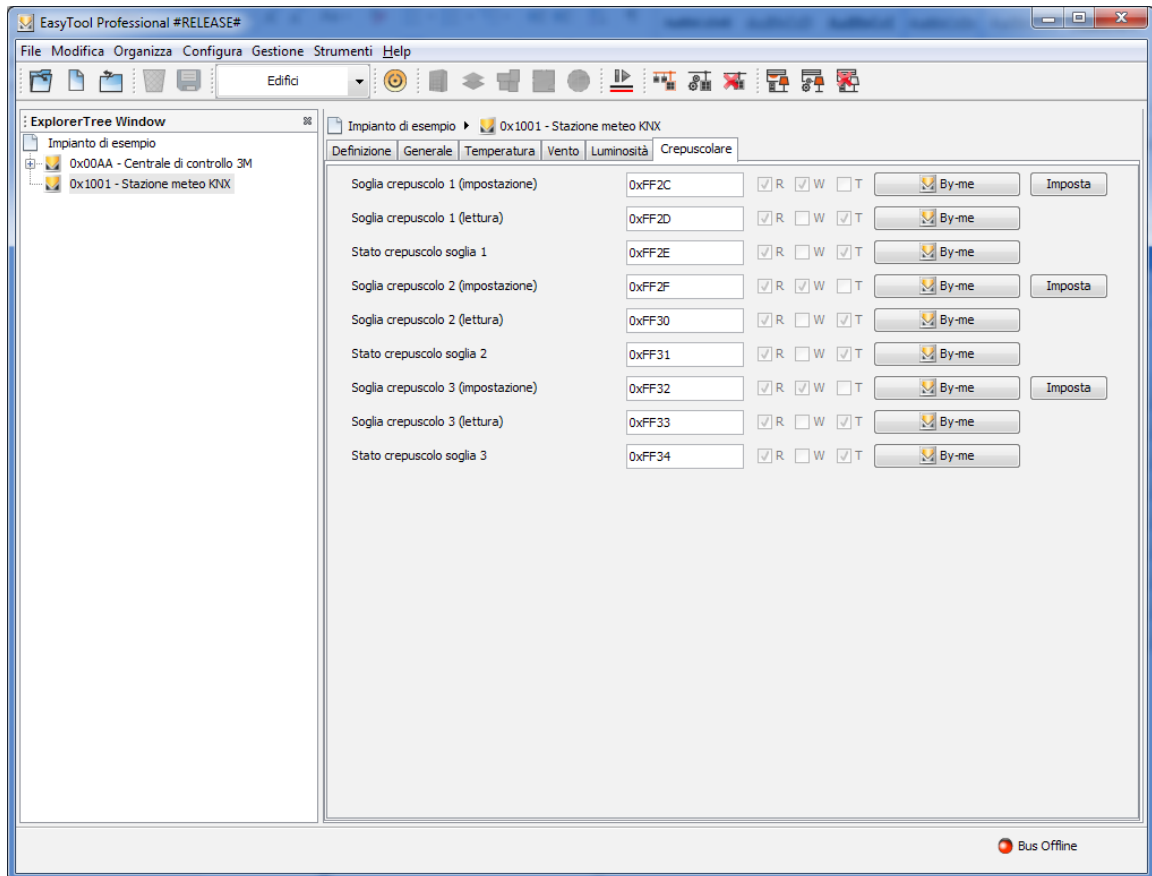 EasyTool Professional #RELEASE#
File Modifica Organizza Configura Gestione Strumenti Help
Edifici
ExplorerTree Window
Impianto di esempio
0x00AA - Centrale di controllo 3M
0x1001 - Stazione meteo KNX
Impianto di esempio 0x1001 - Stazione meteo KNX
Definizione Generale Temperatura Vento Luminosità Crepuscolare
Soglia crepuscolo 1 (impostazione) 0xFF2C R W T By-me Imposta
Soglia crepuscolo 1 (lettura) 0xFF2D R W T By-me
Stato crepuscolo soglia 1 0xFF2E R W T By-me
Soglia crepuscolo 2 (impostazione) 0xFF2F R W T By-me Imposta
Soglia crepuscolo 2 (lettura) 0xFF30 R W T By-me
Stato crepuscolo soglia 2 0xFF31 R W T By-me
Soglia crepuscolo 3 (impostazione) 0xFF32 R W T By-me Imposta
Soglia crepuscolo 3 (lettura) 0xFF33 R W T By-me
Stato crepuscolo soglia 3 0xFF34 R W T By-me
Bus Offline